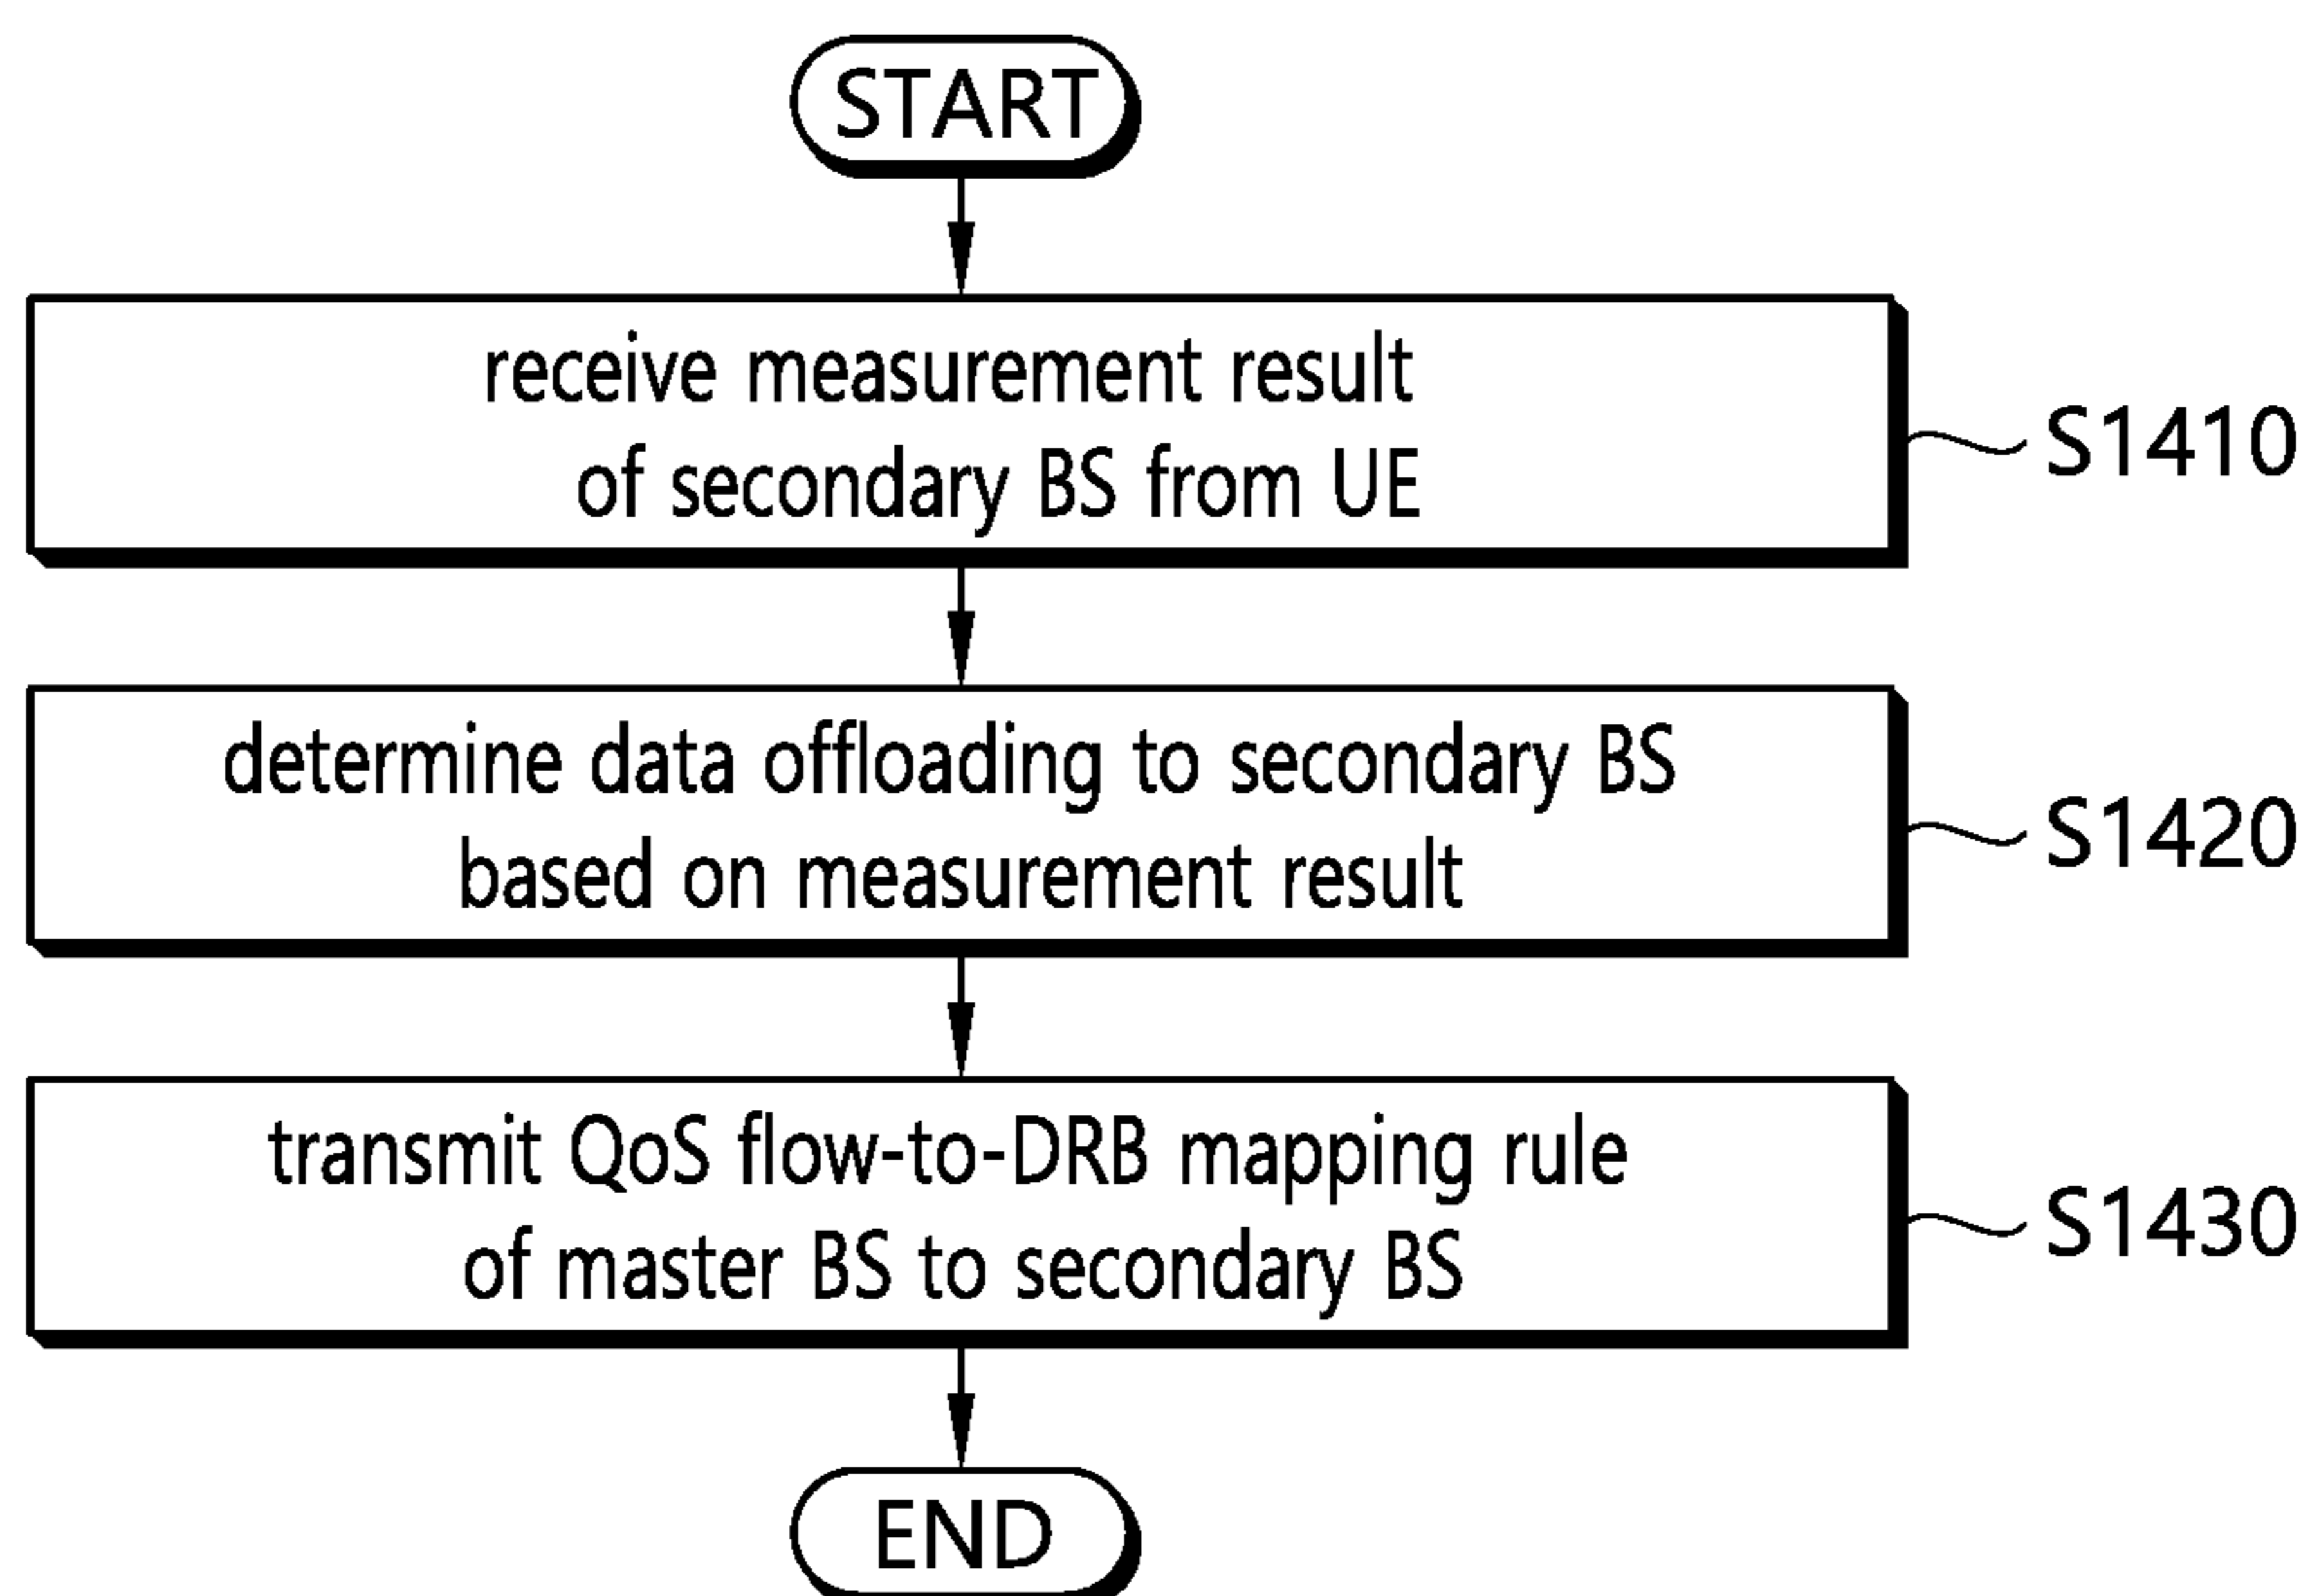 START
receive measurement result
of secondary BS from UE
S1410
determine data offloading to secondary BS
based on measurement result
S1420
transmit QoS flow-to-DRB mapping rule
of master BS to secondary BS
S1430
END